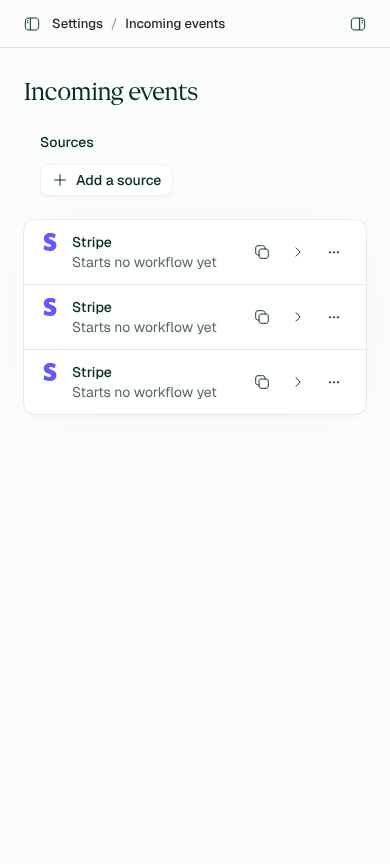 Settings / Incoming events
Incoming events
Sources
Add a source
Stripe
Starts no workflow yet
Stripe
Starts no workflow yet
Stripe
Starts no workflow yet